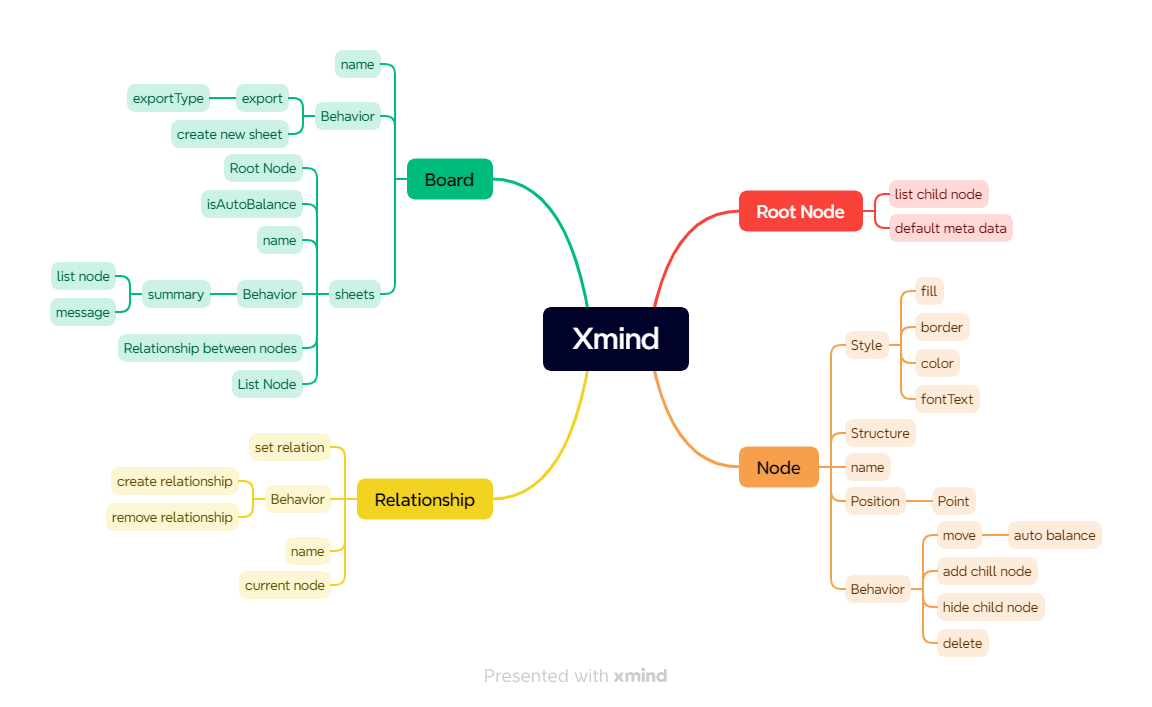 Xmind
Root Node
list child node
default meta data
Node
Style
fill
border
color
fontText
Structure
name
Position
Point
Behavior
move
auto balance
add chill node
hide child node
delete
Board
name
Behavior
export
exportType
create new sheet
sheets
Root Node
isAutoBalance
name
Behavior
summary
list node
message
Relationship between nodes
List Node
Relationship
set relation
Behavior
create relationship
remove relationship
name
current node
Presented with xmind